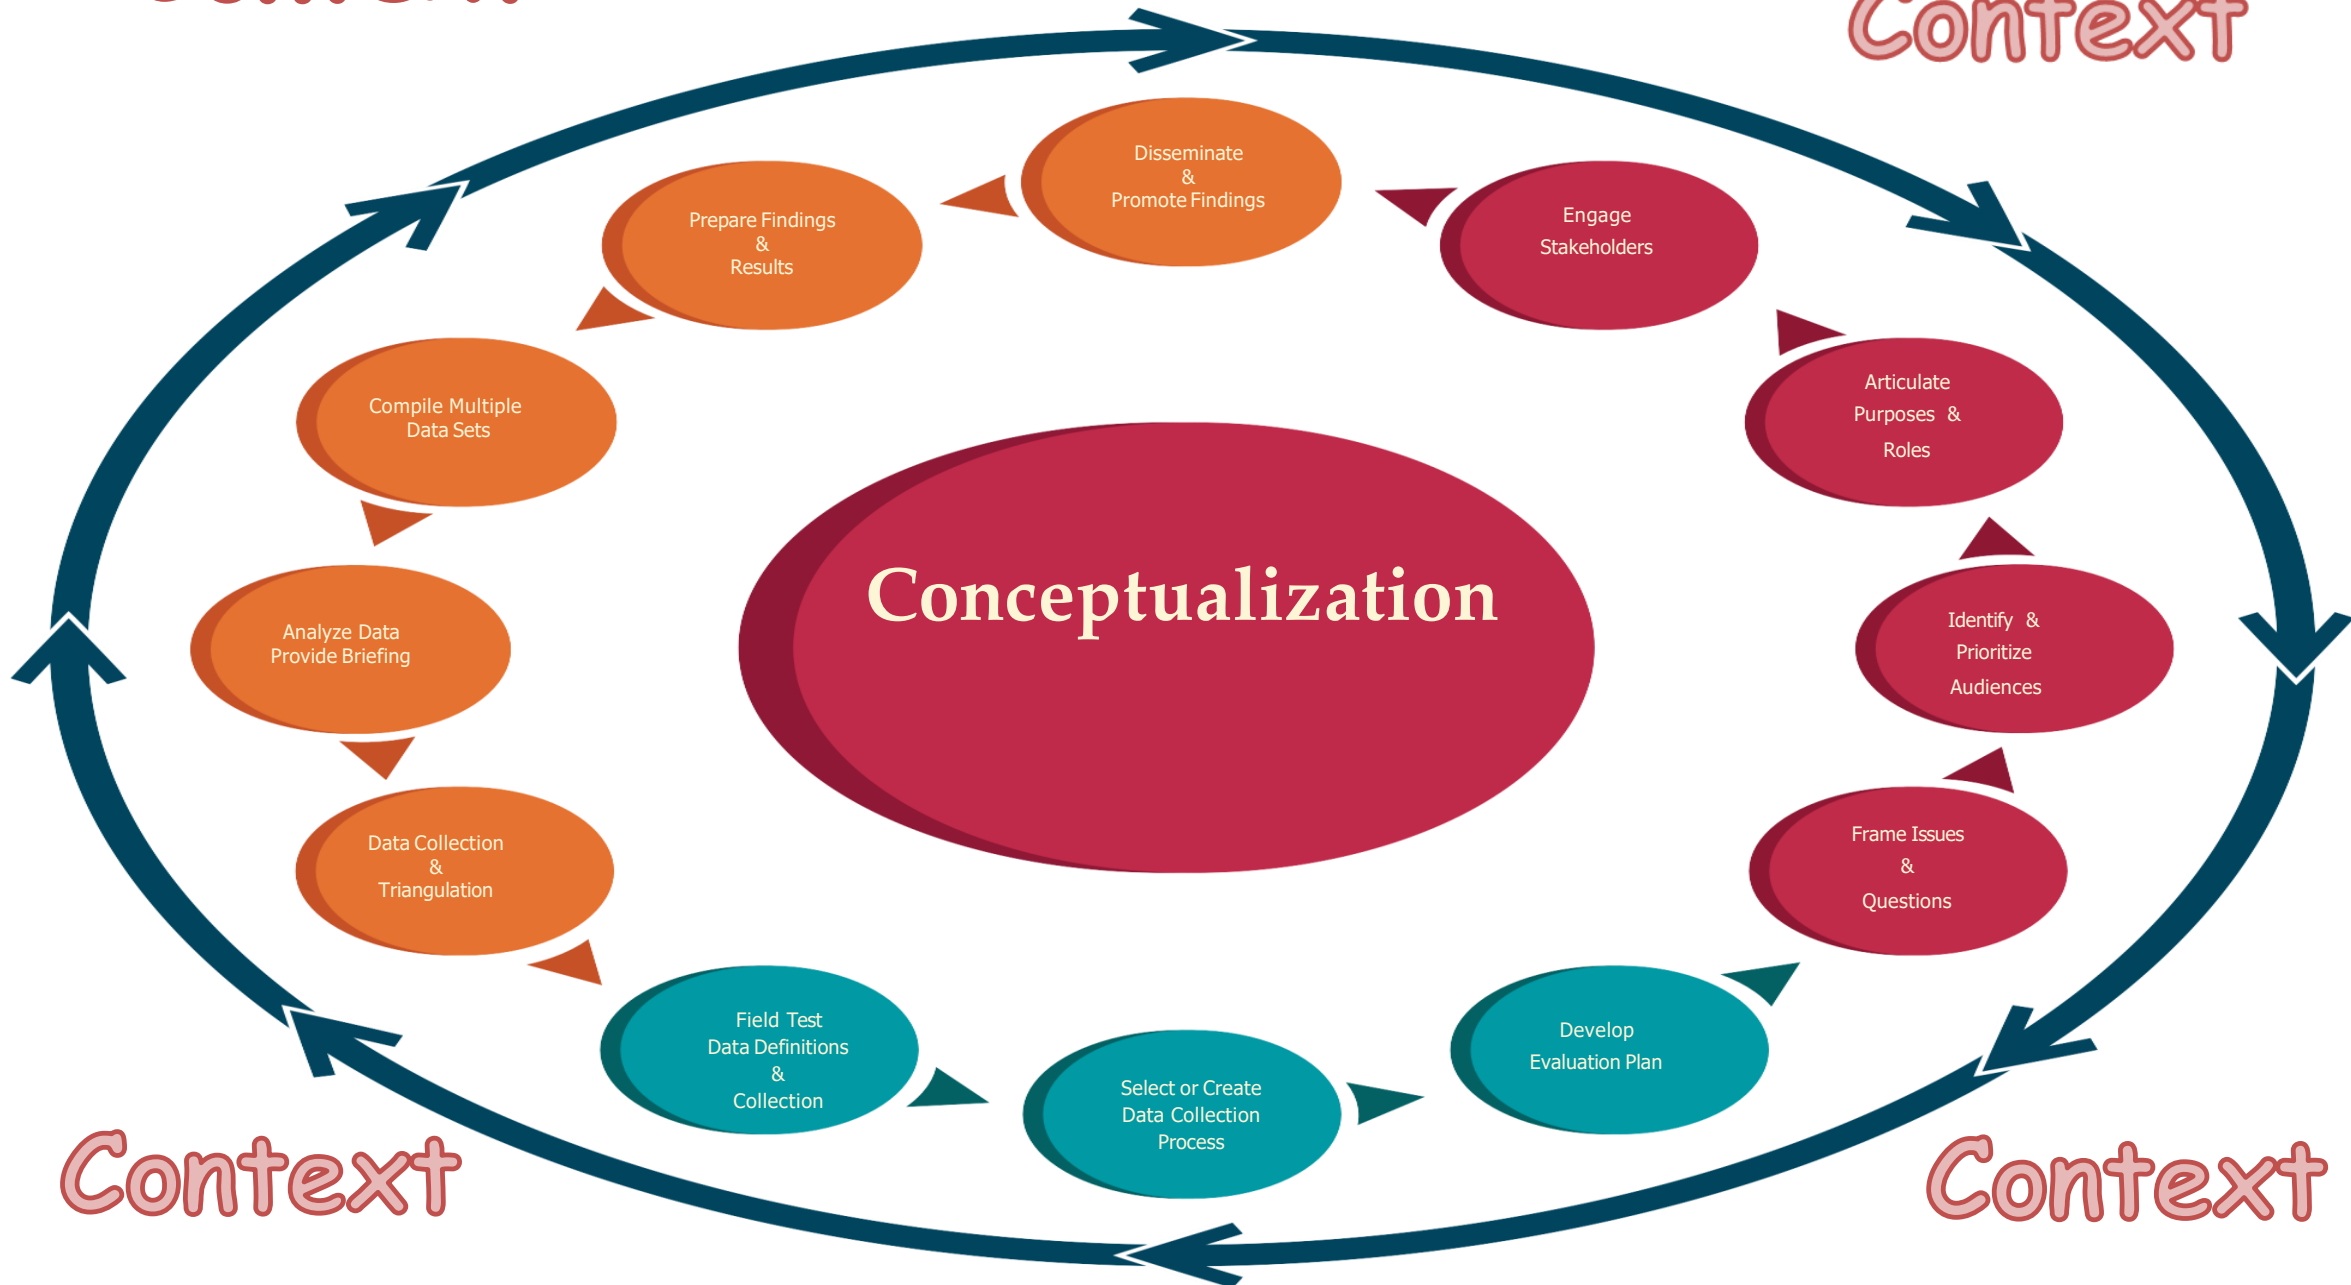 Context
Disseminate
&
Promote Findings
Engage
Stakeholders
Articulate
Purposes &
Roles
Identify &
Prioritize
Audiences
Frame Issues
&
Questions
Develop
Evaluation Plan
Select or Create
Data Collection
Process
Field Test
Data Definitions
&
Collection
Data Collection
&
Triangulation
Analyze Data
Provide Briefing
Compile Multiple
Data Sets
Prepare Findings
&
Results
Conceptualization
Context
Context